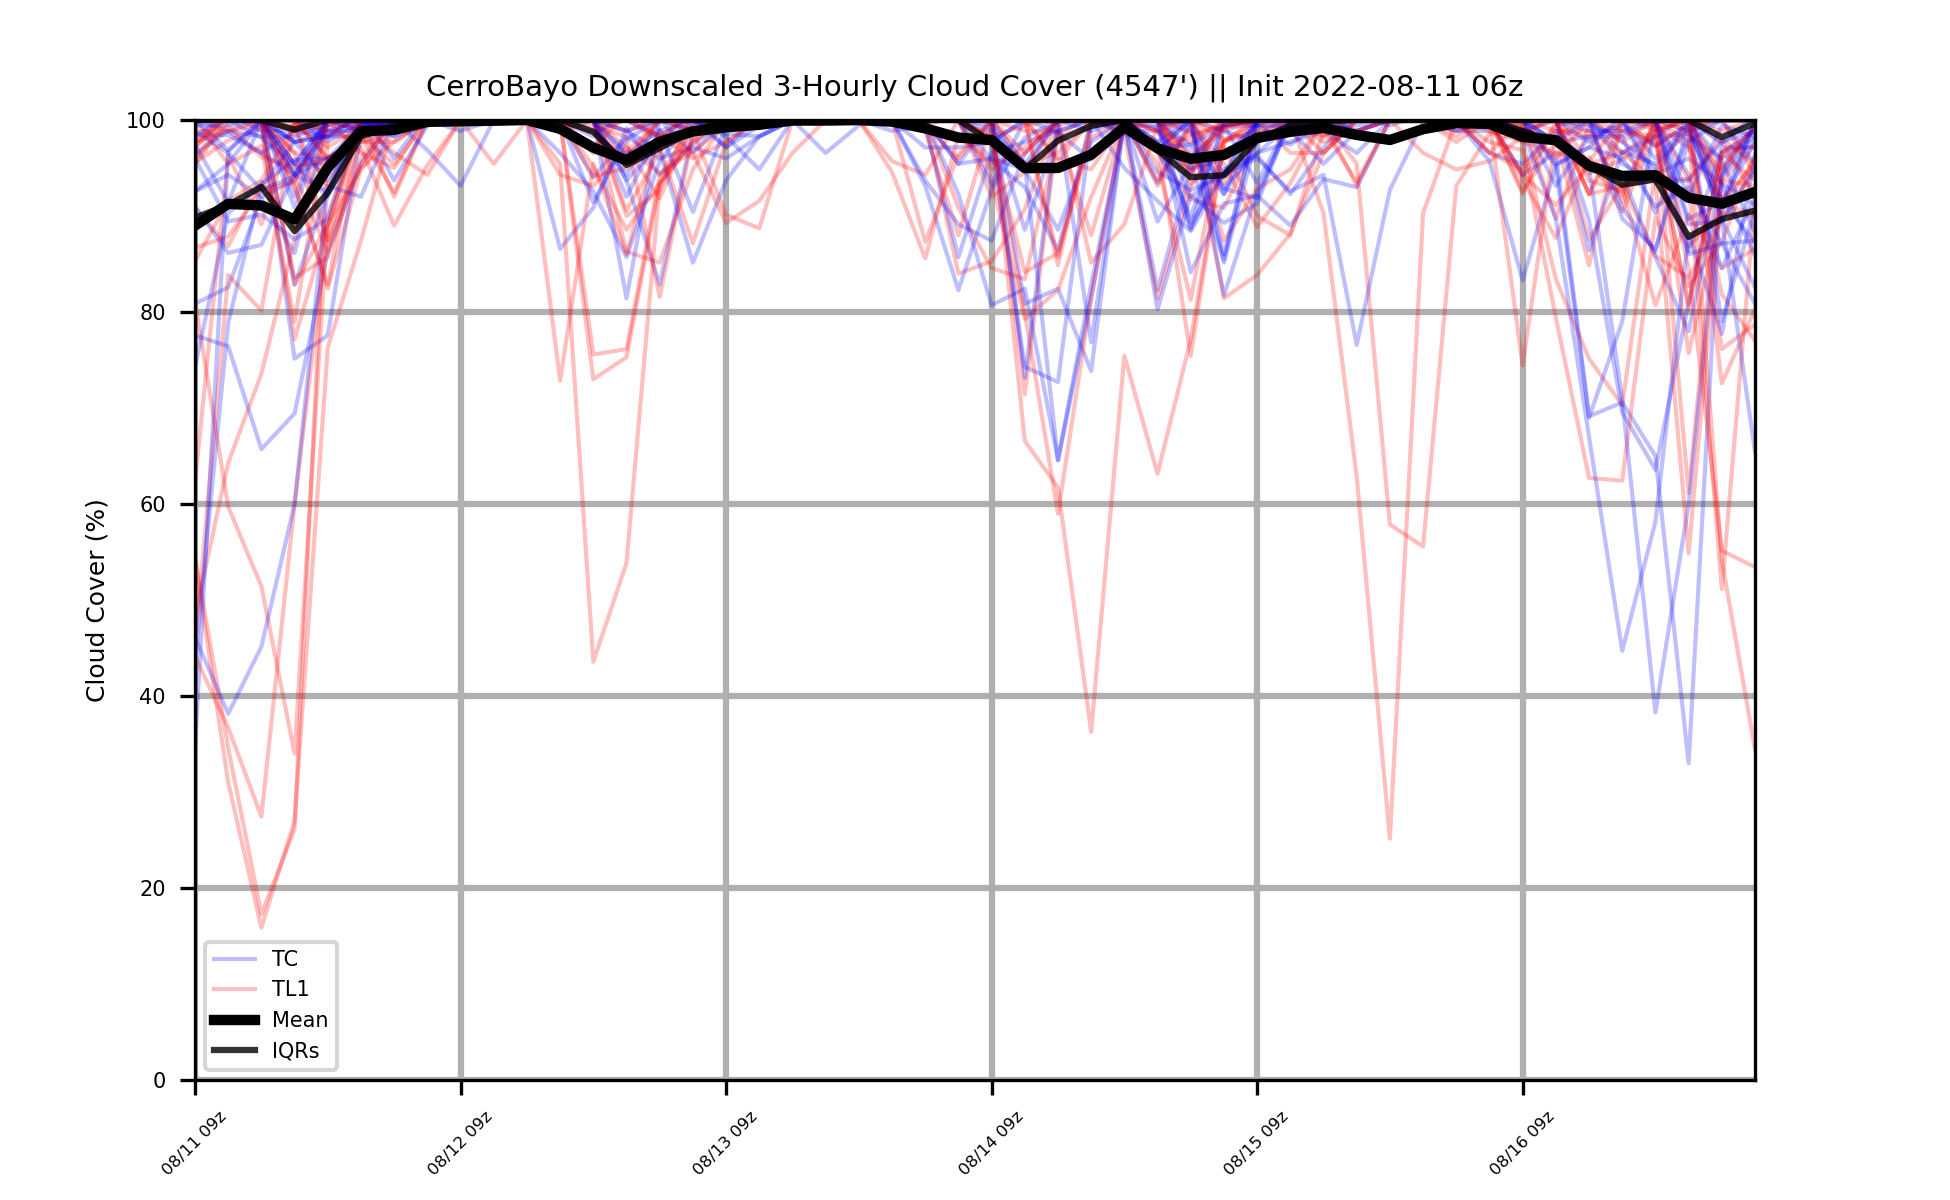 CerroBayo Downscaled 3-Hourly Cloud Cover (4547') || Init 2022-08-11 06z
Cloud Cover (%)
100
80
60
40
20
0
TC
TL1
Mean
IQRs
08/11 09z
08/12 09z
08/13 09z
08/14 09z
08/15 09z
08/16 09z